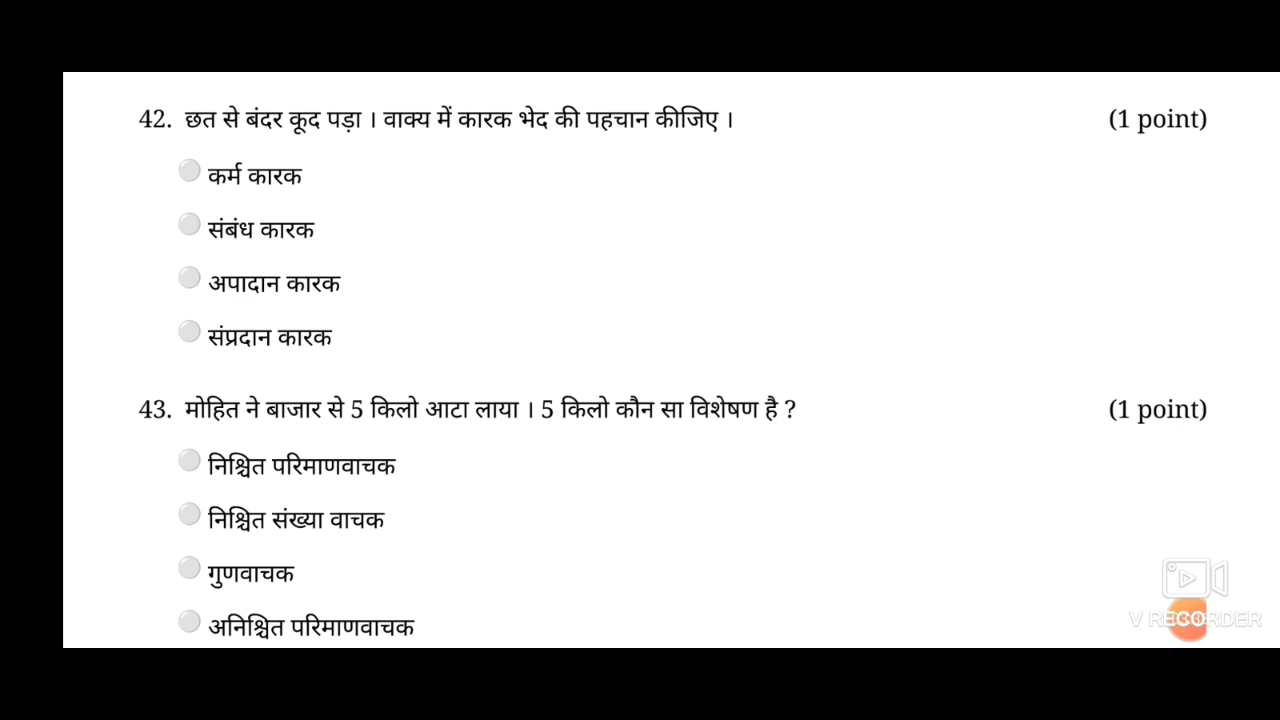 42. छत से बंदर कूद पड़ा । वाक्य में कारक भेद की पहचान कीजिए । (1 point)
कर्म कारक
संबंध कारक
अपादान कारक
संप्रदान कारक
43. मोहित ने बाजार से 5 किलो आटा लाया । 5 किलो कौन सा विशेषण है ? (1 point)
निश्चित परिमाणवाचक
निश्चित संख्या वाचक
गुणवाचक
अनिश्चित परिमाणवाचक
V RECORDER